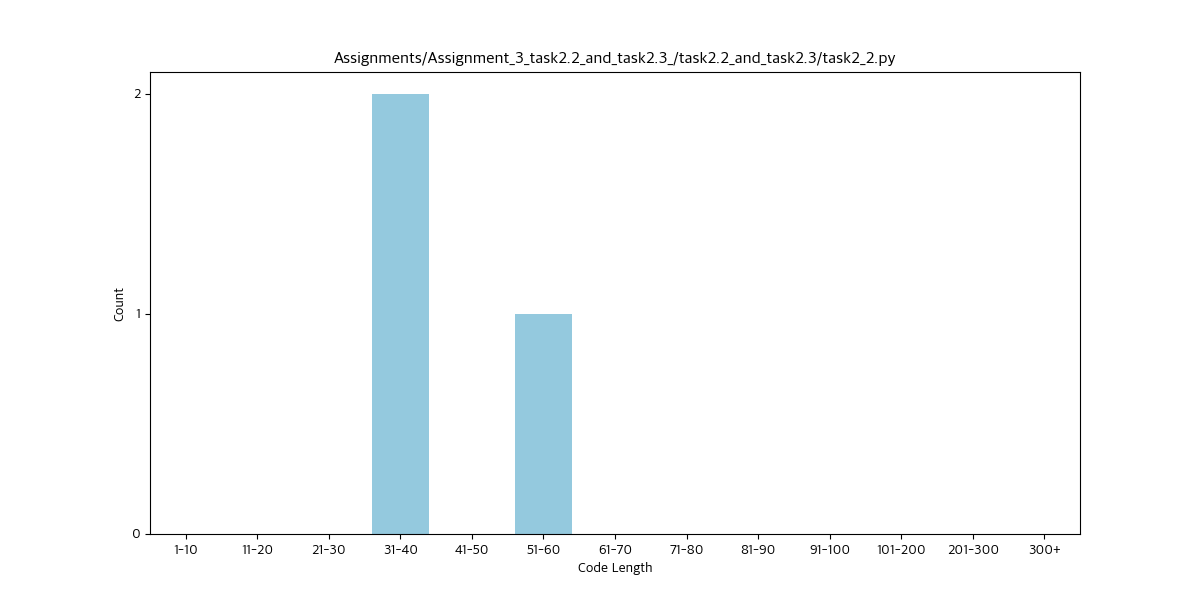 Assignments/Assignment_3_task2.2_and_task2.3_/task2.2_and_task2.3/task2_2.py
2
1
0
Count
1-10 11-20 21-30 31-40 41-50 51-60 61-70 71-80 81-90 91-100 101-200 201-300 300+
Code Length